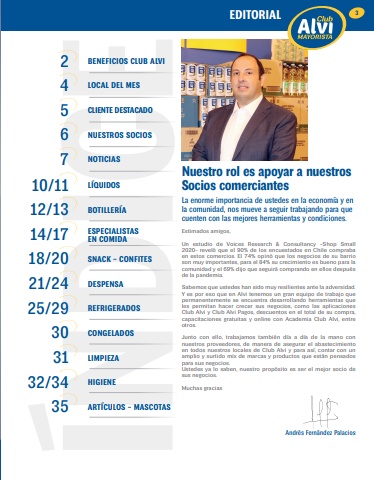 EDITORIAL
Club
Alvi
MAYORISTA
3
ÍNDICE
2 BENEFICIOS CLUB ALVI
4 LOCAL DEL MES
5 CLIENTE DESTACADO
6 NUESTROS SOCIOS
7 NOTICIAS
10/11 LÍQUIDOS
12/13 BOTILLERÍA
14/17 ESPECIALISTAS
EN COMIDA
18/20 SNACK – CONFITES
21/24 DESPENSA
25/29 REFRIGERADOS
30 CONGELADOS
31 LIMPIEZA
32/34 HIGIENE
35 ARTÍCULOS – MASCOTAS
Nuestro rol es apoyar a nuestros
Socios comerciantes
La enorme importancia de ustedes en la economía y en
la comunidad, nos mueve a seguir trabajando para que
cuenten con las mejores herramientas y condiciones.
Estimados amigos,
Un estudio de Voices Research & Consultancy –Shop Small
2020– reveló que el 90% de los encuestados en Chile compraba
en estos comercios. El 74% opinó que los negocios de su barrio
son muy importantes, para el 84% su crecimiento es bueno para la
comunidad y el 69% dijo que seguirá comprando en ellos después
de la pandemia.
Sabemos que ustedes han sido muy resilientes ante la adversidad.
Y es por eso que en Alvi tenemos un gran equipo de trabajo que
permanentemente se encuentra desarrollando herramientas que
les permitan hacer crecer sus negocios, como las aplicaciones
Club Alvi y Club Alvi Pagos, descuentos en el total de su compra,
capacitaciones gratuitas y online con Academia Club Alvi, entre
otros.
Junto con ello, trabajamos también día a día de la mano con
nuestros proveedores, de manera de asegurar el abastecimiento
en todos nuestros locales de Club Alvi y para así, contar con un
amplio y surtido mix de marcas y productos que están pensados
para sus negocios.
Ustedes ya lo saben, nuestro propósito es ser el mejor socio de
sus negocios.
Muchas gracias
Andrés Fernández Palacios